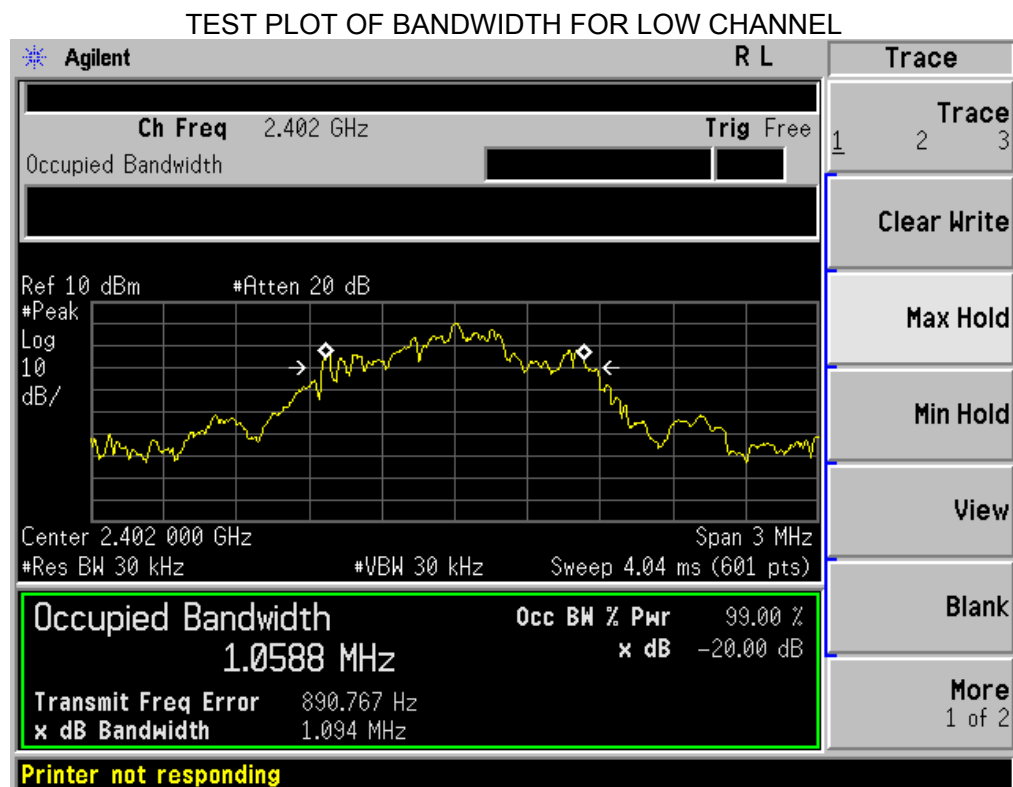 TEST PLOT OF BANDWIDTH FOR LOW CHANNEL
Agilent R L Trace
Ch Freq 2.402 GHz Trig Free
Occupied Bandwidth
Trace
1 2 3
Clear Write
Max Hold
Min Hold
View
Blank
More
1 of 2
Ref 10 dBm #Atten 20 dB
#Peak
Log
10
dB/
Center 2.402 000 GHz Span 3 MHz
#Res BW 30 kHz #VBW 30 kHz Sweep 4.04 ms (601 pts)
Occupied Bandwidth Occ BW % Pwr 99.00 %
1.0588 MHz x dB -20.00 dB
Transmit Freq Error 890.767 Hz
x dB Bandwidth 1.094 MHz
Printer not responding